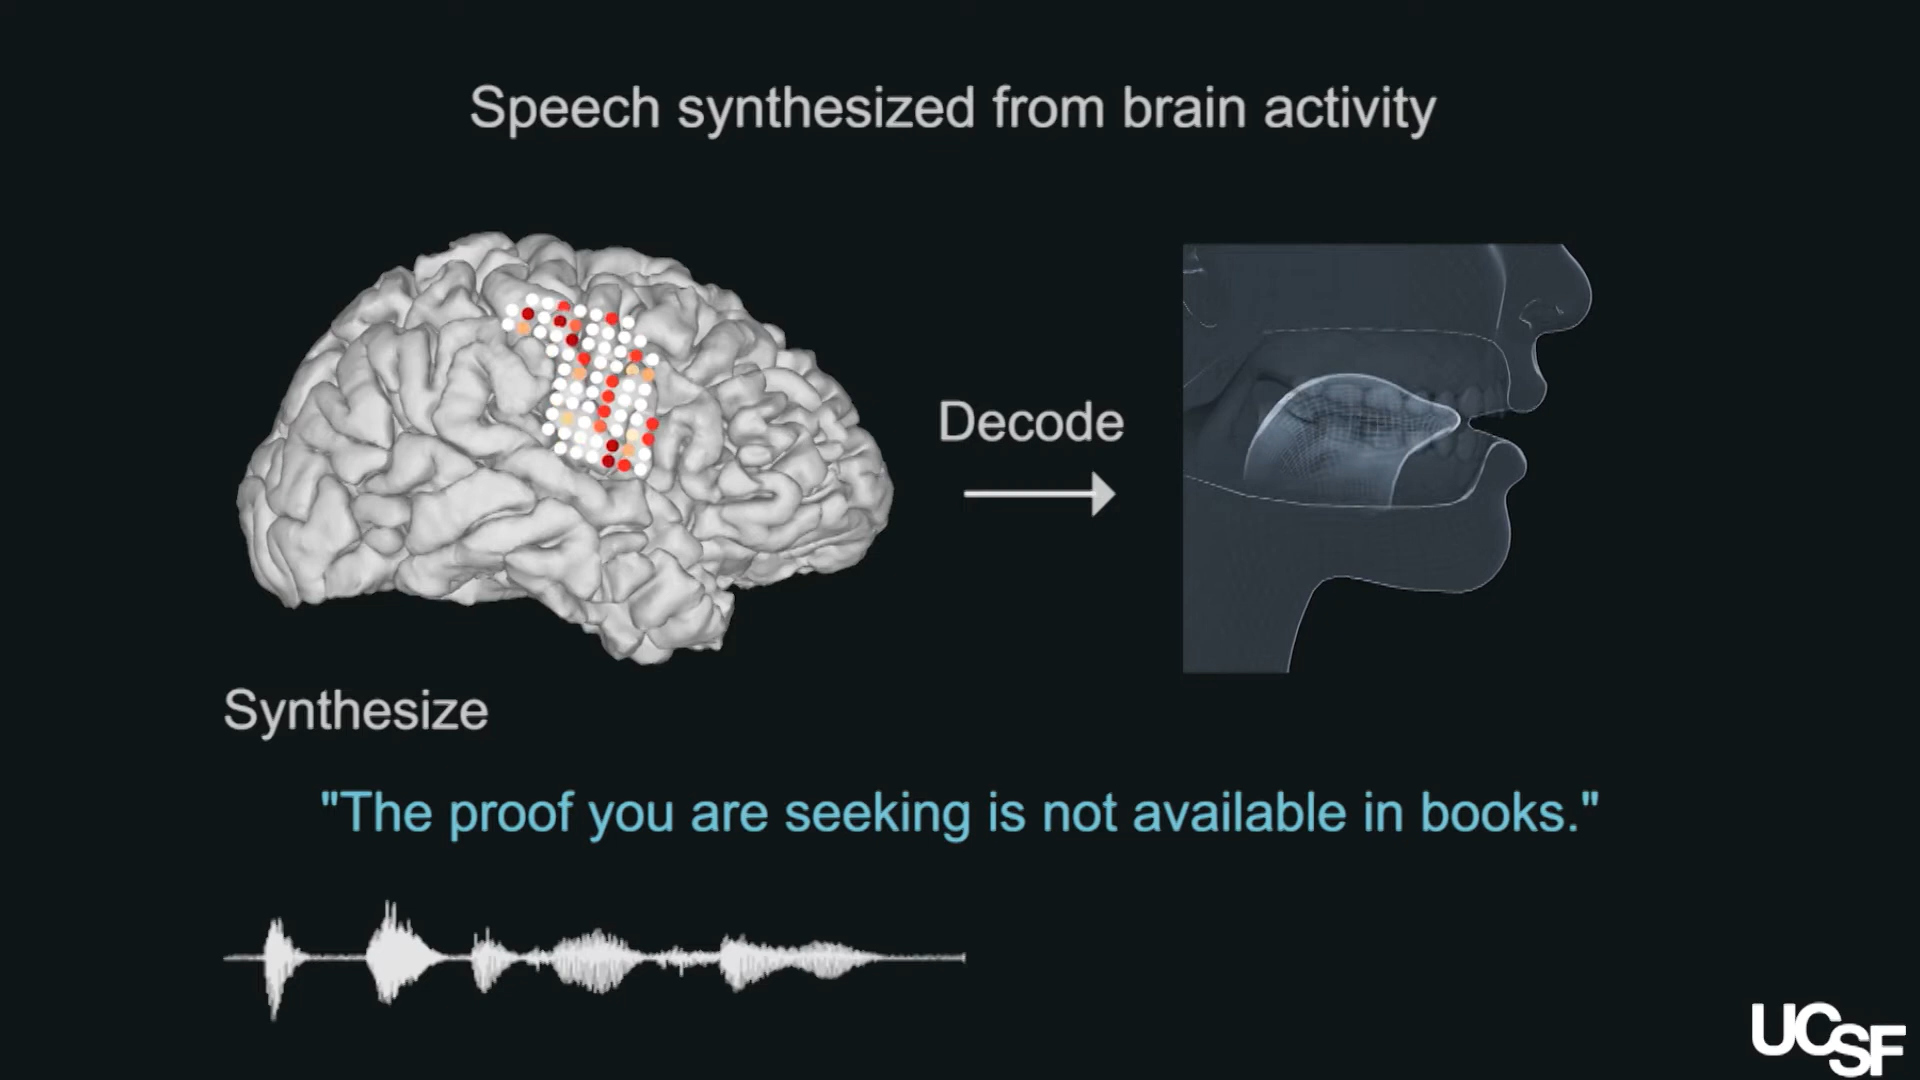 Speech synthesized from brain activity
Decode
Synthesize
"The proof you are seeking is not available in books."
UCSF